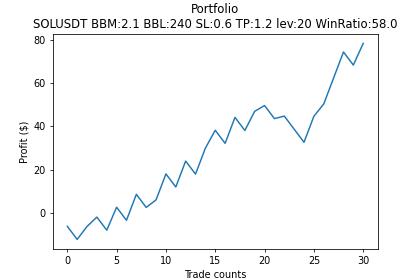 Portfolio
SOLUSDT BBM:2.1 BBL:240 SL:0.6 TP:1.2 lev:20 WinRatio:58.0
80
60
40
20
0
Profit ($)
0 5 10 15 20 25 30
Trade counts